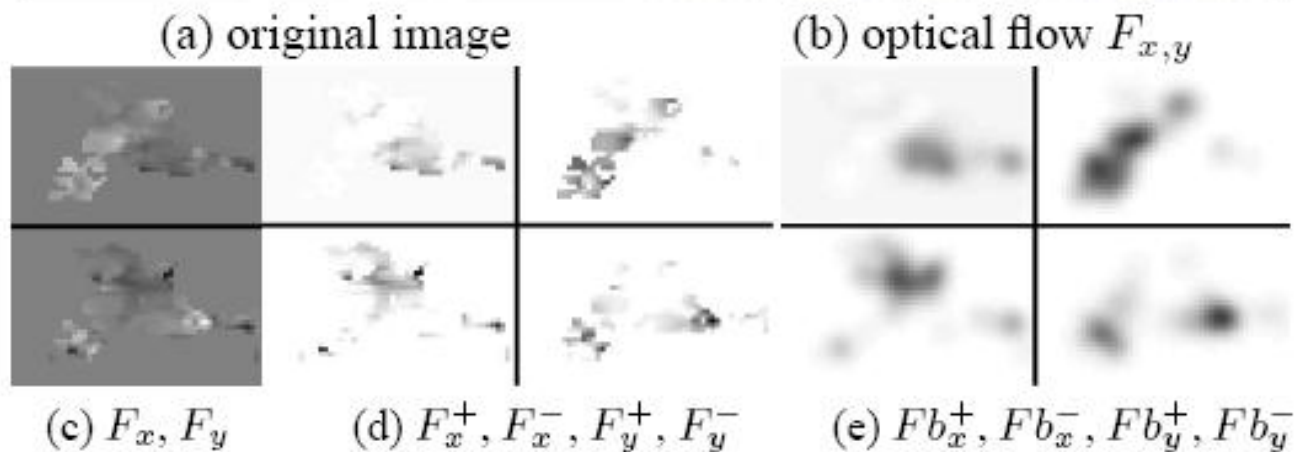 (a) original image (b) optical flow $F_{x,y}$
(c) $F_x, F_y$ (d) $F_x^+, F_x^-, F_y^+, F_y^-$ (e) $Fb_x^+, Fb_x^-, Fb_y^+, Fb_y^-$